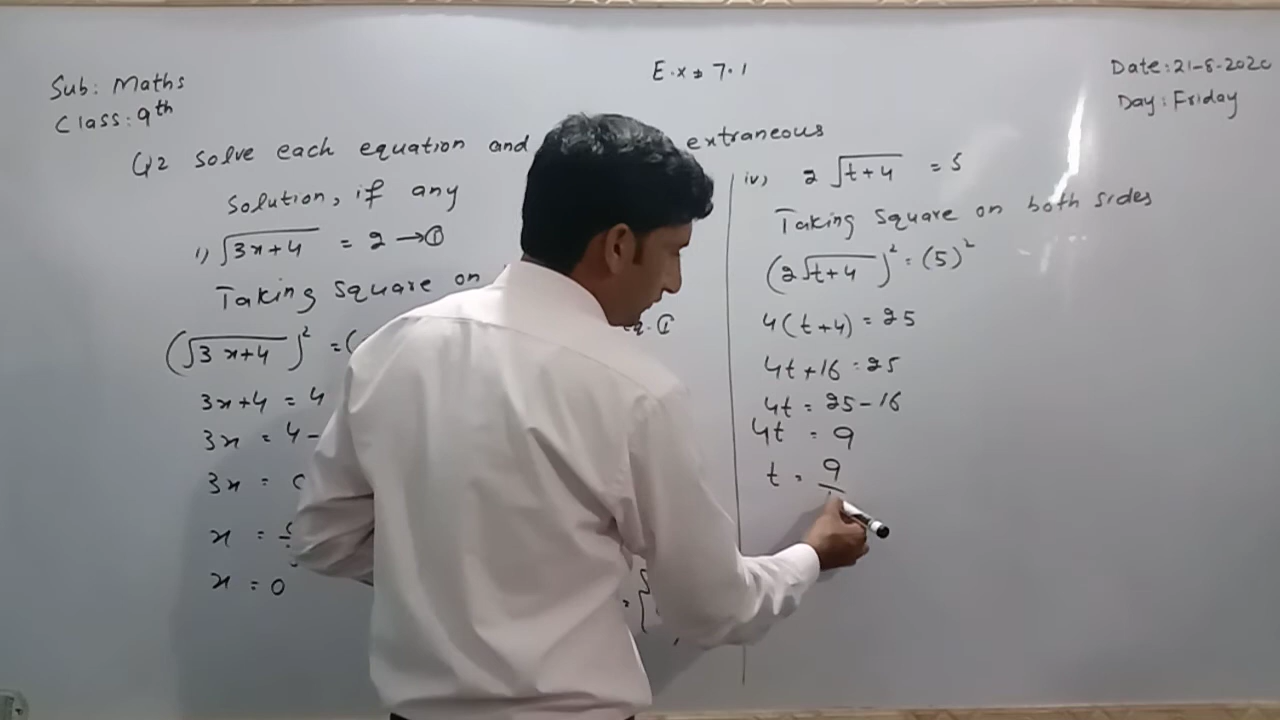 Sub: Maths
Class: 9th
E.x ⇒ 7.1
Date: 21-8-2020
Day: Friday
Q2 Solve each equation and extraneous
Solution, if any
i) √3x+4 = 2 → ①
Taking square on
(√3x+4)² = (
3x+4 = 4
3x = 4-
3x =
x =
x = 0
eq. ①
= {
iv) 2√t+4 = 5
Taking square on both sides
(2√t+4)² = (5)²
4(t+4) = 25
4t+16 = 25
4t = 25-16
4t = 9
t = 9